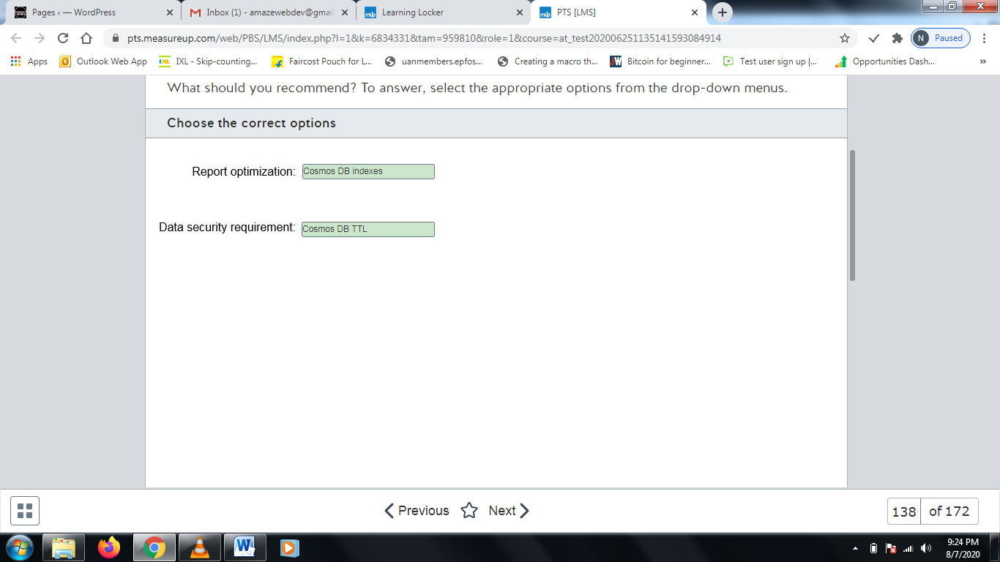 Pages ‹ — WordPress
Inbox (1) - amazewebdev@gmai
Learning Locker
PTS [LMS]
pts.measureup.com/web/PBS/LMS/index.php?l=1&k=6834331&tam=959810&role=1&course=at_test202006251135141593084914
N Paused
Apps
Outlook Web App
IXL - Skip-counting...
Faircost Pouch for L...
uanmembers.epfos...
Creating a macro th...
Bitcoin for beginner...
Test user sign up |...
Opportunities Dash...
»
What should you recommend? To answer, select the appropriate options from the drop-down menus.
Choose the correct options
Report optimization: Cosmos DB indexes
Data security requirement: Cosmos DB TTL
Previous
Next
138 of 172
9:24 PM
8/7/2020